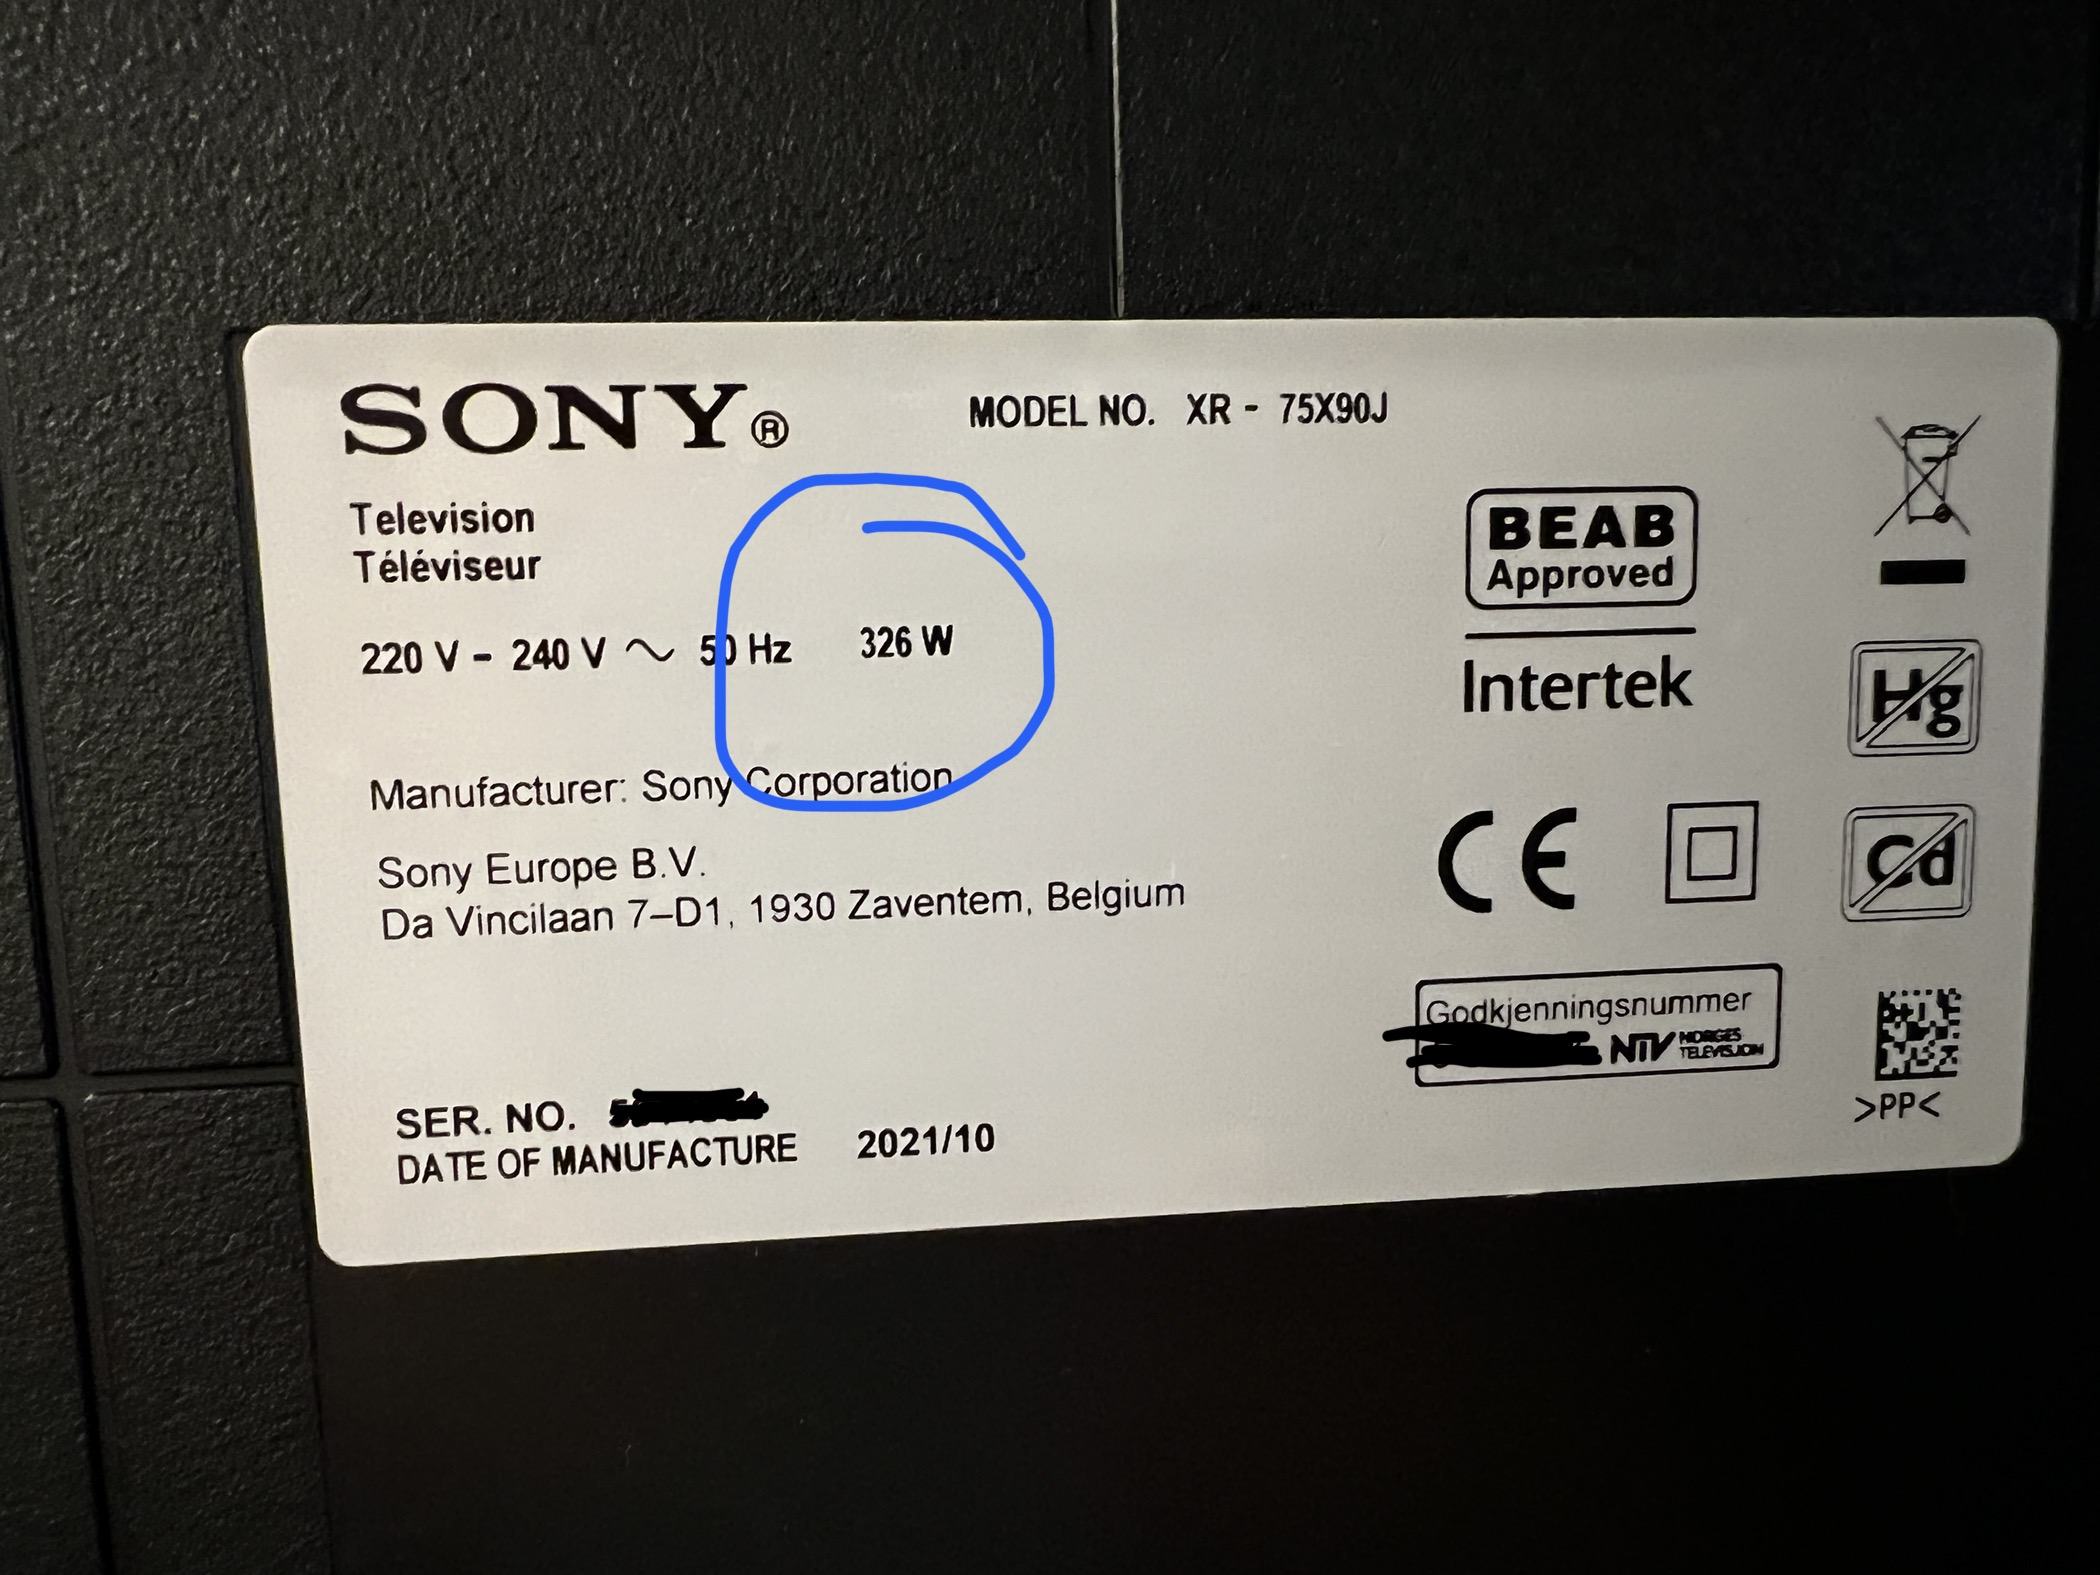 SONY®
MODEL NO. XR - 75X90J
Television
Téléviseur
220 V - 240 V ~ 50 Hz 326 W
BEAB
Approved
Intertek
Hg
Manufacturer: Sony Corporation
Sony Europe B.V.
Da Vincilaan 7–D1, 1930 Zaventem, Belgium
CE
Cd
Godkjenningsnummer
NTV NORGES
TELEVISJON
>PP<
SER. NO.
DATE OF MANUFACTURE 2021/10